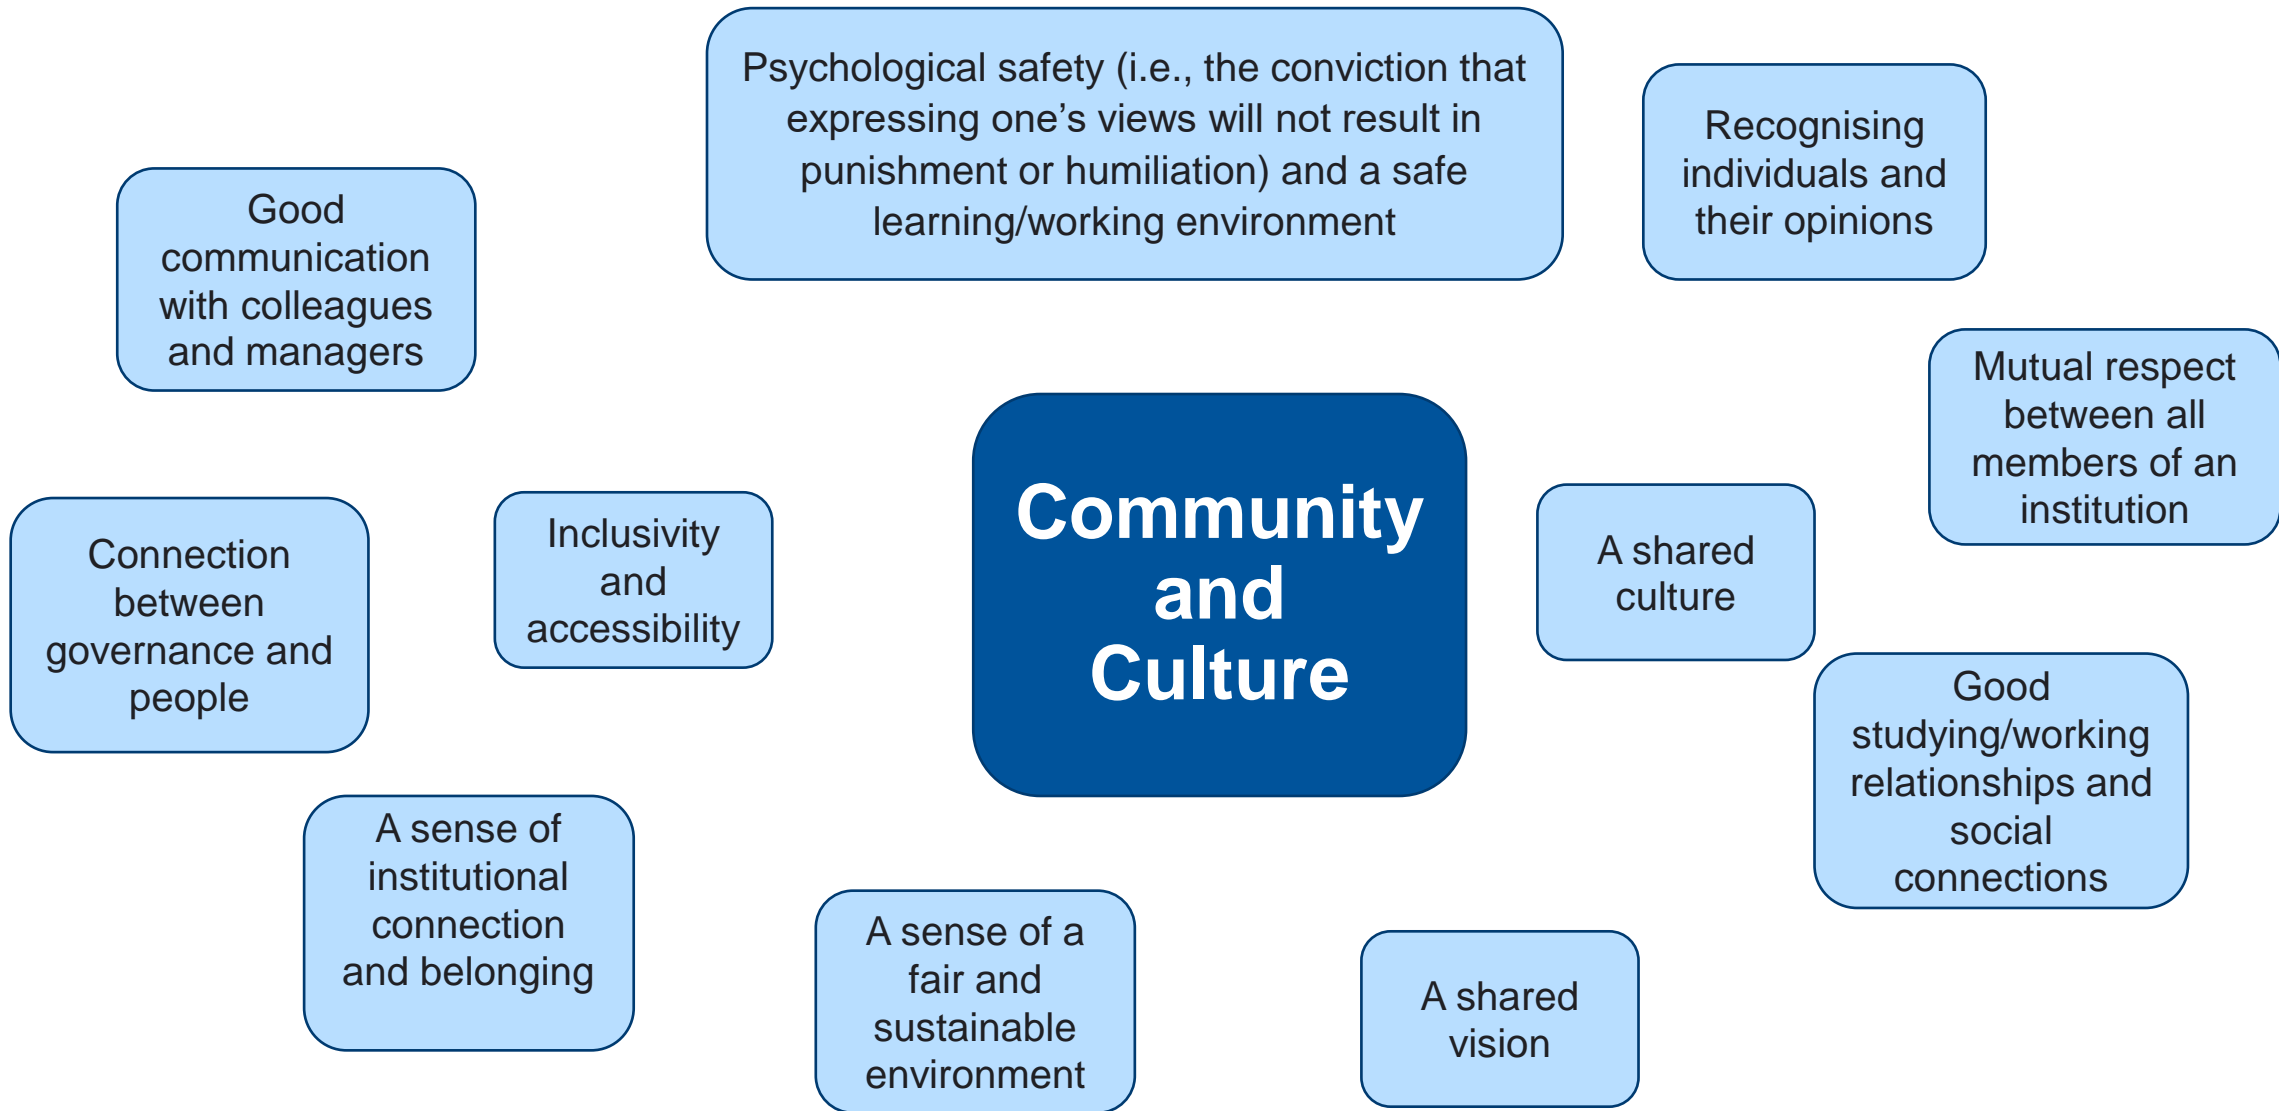 Psychological safety (i.e., the conviction that
expressing one’s views will not result in
punishment or humiliation) and a safe
learning/working environment
Recognising
individuals and
their opinions
Good
communication
with colleagues
and managers
Mutual respect
between all
members of an
institution
Community
and
Culture
Connection
between
governance and
people
Inclusivity
and
accessibility
A shared
culture
Good
studying/working
relationships and
social
connections
A sense of
institutional
connection
and belonging
A sense of a
fair and
sustainable
environment
A shared
vision